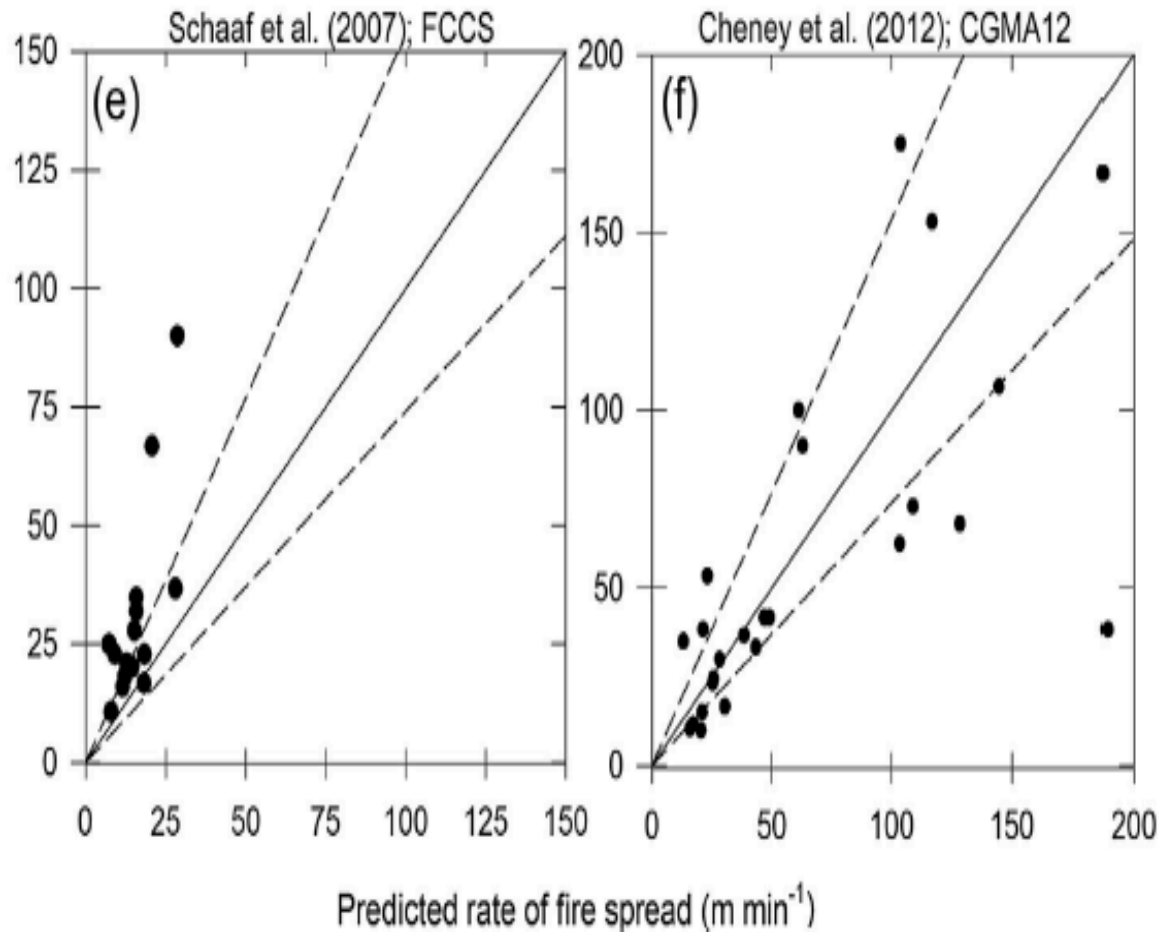 Schaaf et al. (2007); FCCS
(e)
150
125
100
75
50
25
0
0 25 50 75 100 125 150
Cheney et al. (2012); CGMA12
(f)
200
150
100
50
0
0 50 100 150 200
Predicted rate of fire spread (m min⁻¹)